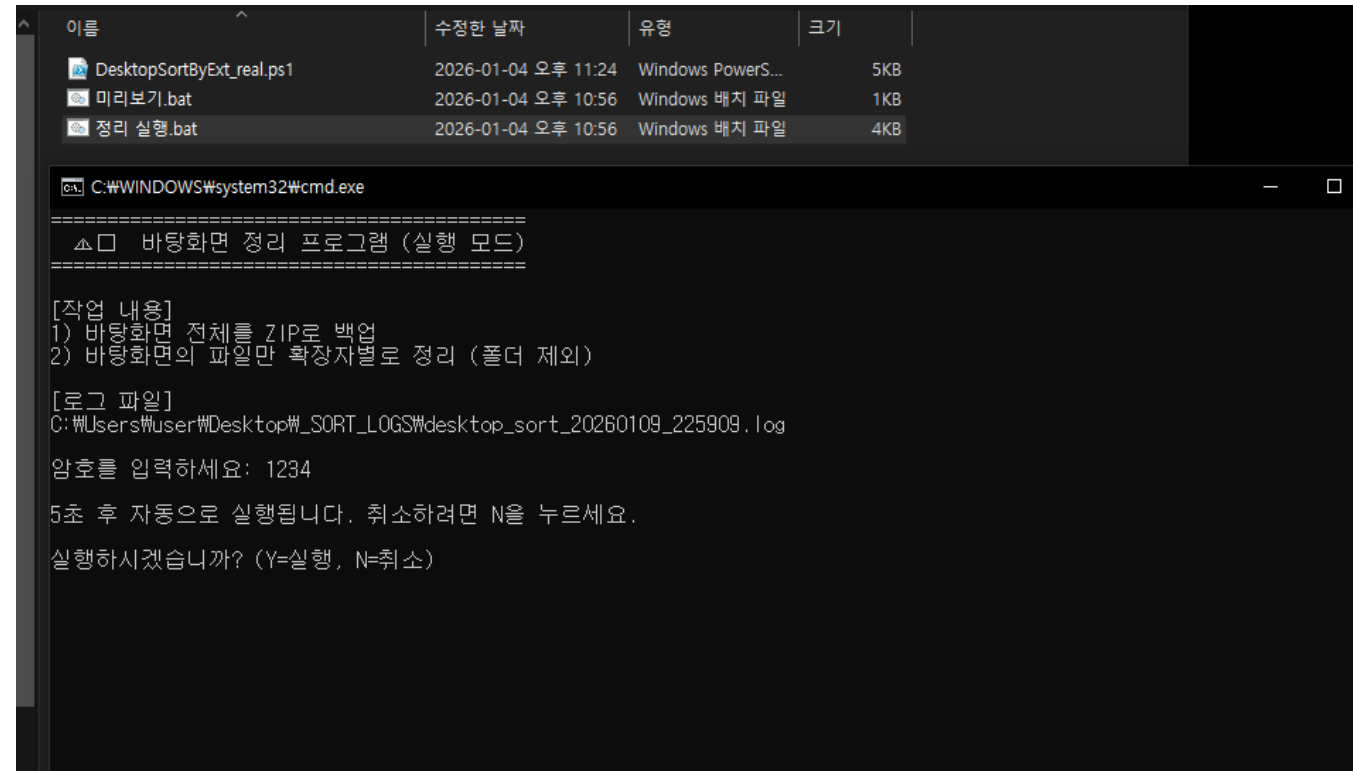 이름 수정한 날짜 유형 크기
DesktopSortByExt_real.ps1 2026-01-04 오후 11:24 Windows PowerS... 5KB
미리보기.bat 2026-01-04 오후 10:56 Windows 배치 파일 1KB
정리 실행.bat 2026-01-04 오후 10:56 Windows 배치 파일 4KB
C:₩WINDOWS₩system32₩cmd.exe
==========================================
⚠□ 바탕화면 정리 프로그램 (실행 모드)
==========================================
[작업 내용]
1) 바탕화면 전체를 ZIP로 백업
2) 바탕화면의 파일만 확장자별로 정리 (폴더 제외)
[로그 파일]
C:₩Users₩user₩Desktop₩_SORT_LOGS₩desktop_sort_20260109_225909.log
암호를 입력하세요: 1234
5초 후 자동으로 실행됩니다. 취소하려면 N을 누르세요.
실행하시겠습니까? (Y=실행, N=취소)